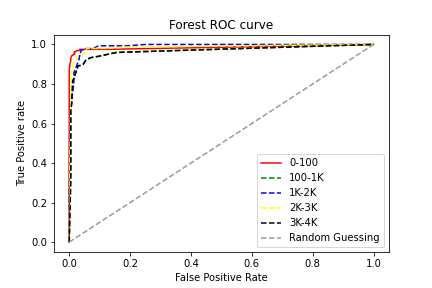 Forest ROC curve
True Positive rate
1.0
0.8
0.6
0.4
0.2
0.0
0-100
100-1K
1K-2K
2K-3K
3K-4K
Random Guessing
0.0 0.2 0.4 0.6 0.8 1.0
False Positive Rate